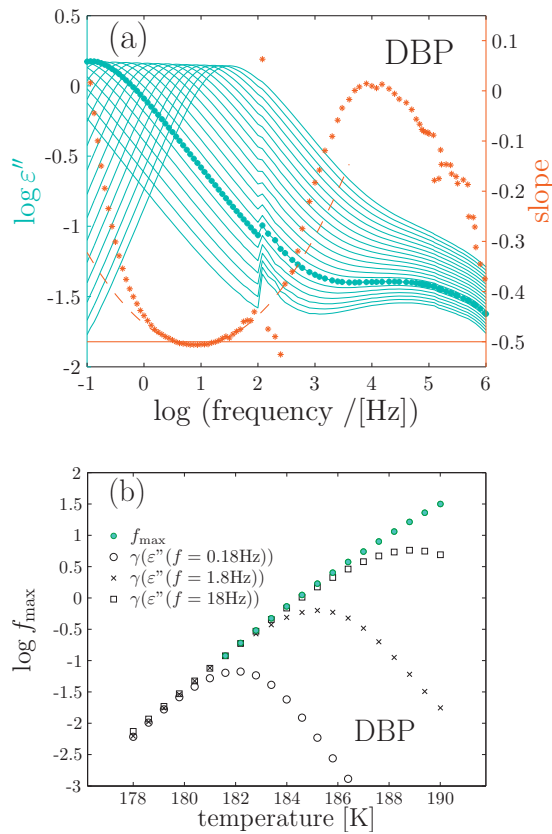 (a)
DBP
log ε″
0
-0.5
-1
-1.5
-2
0.1
0
-0.1
-0.2
-0.3
-0.4
-0.5
slope
-1 0 1 2 3 4 5 6
log (frequency /[Hz])
(b)
f_max
γ(ε”(f = 0.18Hz))
γ(ε”(f = 1.8Hz))
γ(ε”(f = 18Hz))
log f_max
2
1.5
1
0.5
0
-0.5
-1
-1.5
-2
-2.5
-3
DBP
178 180 182 184 186 188 190
temperature [K]